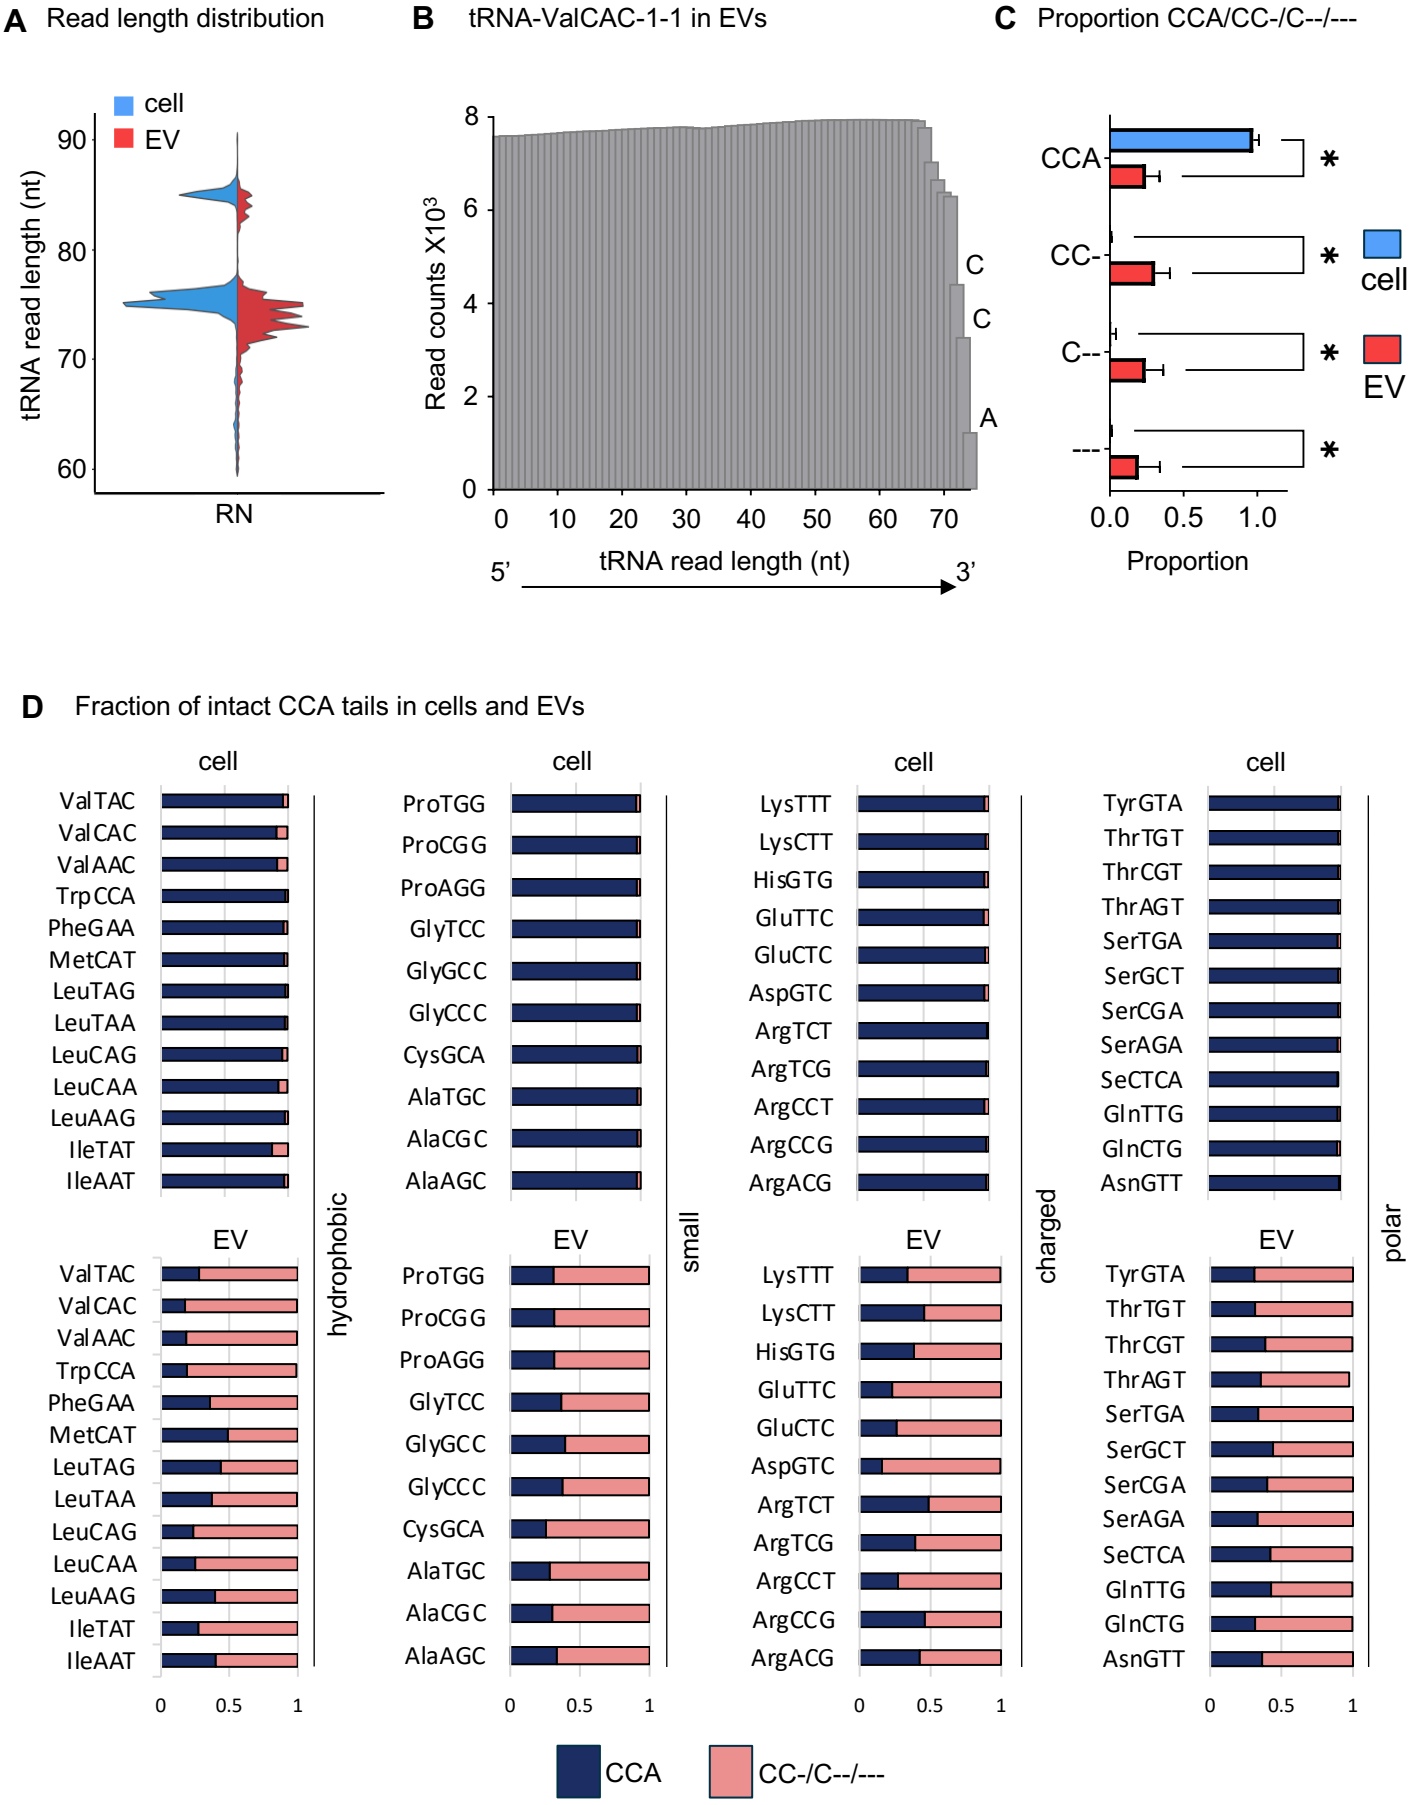 A Read length distribution
cell
EV
tRNA read length (nt)
90
80
70
60
RN
B tRNA-ValCAC-1-1 in EVs
Read counts X10³
8
6
4
2
0
C
C
A
0 10 20 30 40 50 60 70
tRNA read length (nt)
5’ 3’
C Proportion CCA/CC-/C--/---
CCA
CC-
C--
---
*
*
*
*
cell
EV
0.0 0.5 1.0
Proportion
D Fraction of intact CCA tails in cells and EVs
cell
ValTAC
ValCAC
ValAAC
TrpCCA
PheGAA
MetCAT
LeuTAG
LeuTAA
LeuCAG
LeuCAA
LeuAAG
IleTAT
IleAAT
EV
ValTAC
ValCAC
ValAAC
TrpCCA
PheGAA
MetCAT
LeuTAG
LeuTAA
LeuCAG
LeuCAA
LeuAAG
IleTAT
IleAAT
0 0.5 1
hydrophobic
cell
ProTGG
ProCGG
ProAGG
GlyTCC
GlyGCC
GlyCCC
CysGCA
AlaTGC
AlaCGC
AlaAGC
EV
ProTGG
ProCGG
ProAGG
GlyTCC
GlyGCC
GlyCCC
CysGCA
AlaTGC
AlaCGC
AlaAGC
0 0.5 1
small
cell
LysTTT
LysCTT
HisGTG
GluTTC
GluCTC
AspGTC
ArgTCT
ArgTCG
ArgCCT
ArgCCG
ArgACG
EV
LysTTT
LysCTT
HisGTG
GluTTC
GluCTC
AspGTC
ArgTCT
ArgTCG
ArgCCT
ArgCCG
ArgACG
0 0.5 1
charged
cell
TyrGTA
ThrTGT
ThrCGT
ThrAGT
SerTGA
SerGCT
SerCGA
SerAGA
SeCTCA
GlnTTG
GlnCTG
AsnGTT
EV
TyrGTA
ThrTGT
ThrCGT
ThrAGT
SerTGA
SerGCT
SerCGA
SerAGA
SeCTCA
GlnTTG
GlnCTG
AsnGTT
0 0.5 1
polar
CCA
CC-/C--/---